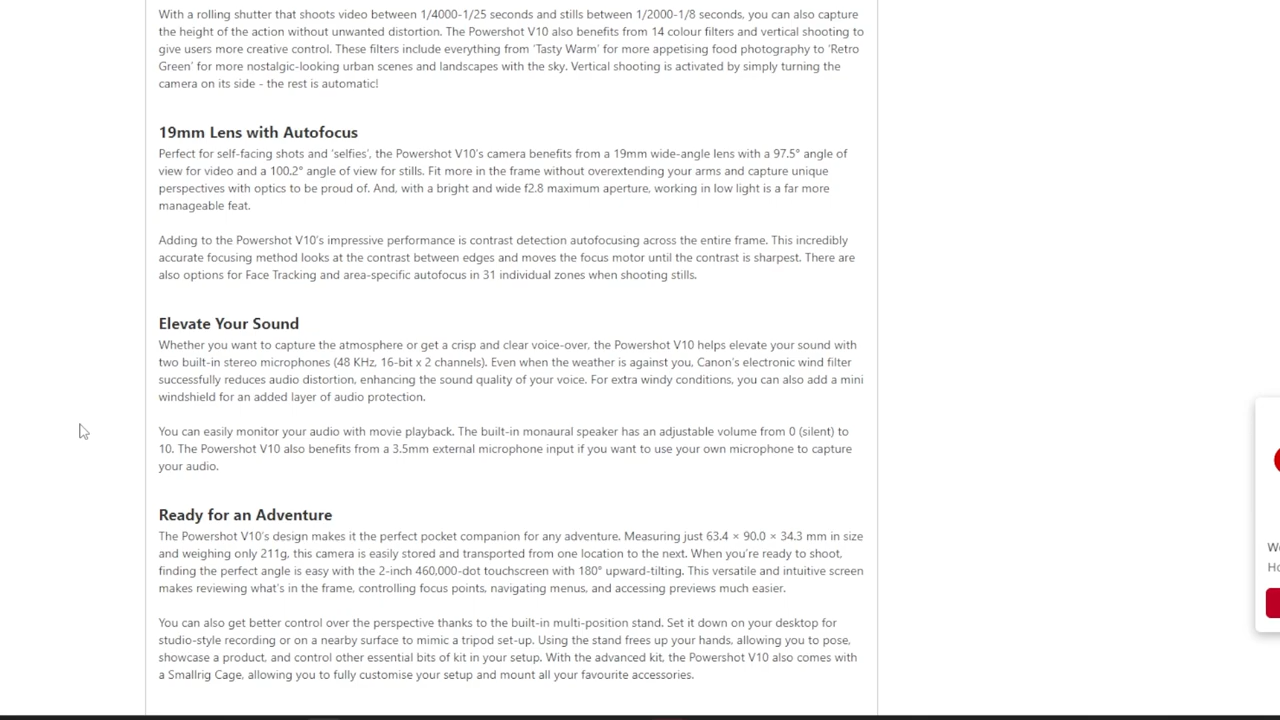 With a rolling shutter that shoots video between 1/4000-1/25 seconds and stills between 1/2000-1/8 seconds, you can also capture
the height of the action without unwanted distortion. The Powershot V10 also benefits from 14 colour filters and vertical shooting to
give users more creative control. These filters include everything from 'Tasty Warm' for more appetising food photography to 'Retro
Green' for more nostalgic-looking urban scenes and landscapes with the sky. Vertical shooting is activated by simply turning the
camera on its side - the rest is automatic!
19mm Lens with Autofocus
Perfect for self-facing shots and 'selfies', the Powershot V10's camera benefits from a 19mm wide-angle lens with a 97.5° angle of
view for video and a 100.2° angle of view for stills. Fit more in the frame without overextending your arms and capture unique
perspectives with optics to be proud of. And, with a bright and wide f2.8 maximum aperture, working in low light is a far more
manageable feat.
Adding to the Powershot V10's impressive performance is contrast detection autofocusing across the entire frame. This incredibly
accurate focusing method looks at the contrast between edges and moves the focus motor until the contrast is sharpest. There are
also options for Face Tracking and area-specific autofocus in 31 individual zones when shooting stills.
Elevate Your Sound
Whether you want to capture the atmosphere or get a crisp and clear voice-over, the Powershot V10 helps elevate your sound with
two built-in stereo microphones (48 KHz, 16-bit x 2 channels). Even when the weather is against you, Canon's electronic wind filter
successfully reduces audio distortion, enhancing the sound quality of your voice. For extra windy conditions, you can also add a mini
windshield for an added layer of audio protection.
You can easily monitor your audio with movie playback. The built-in monaural speaker has an adjustable volume from 0 (silent) to
10. The Powershot V10 also benefits from a 3.5mm external microphone input if you want to use your own microphone to capture
your audio.
Ready for an Adventure
The Powershot V10's design makes it the perfect pocket companion for any adventure. Measuring just 63.4 × 90.0 × 34.3 mm in size
and weighing only 211g, this camera is easily stored and transported from one location to the next. When you're ready to shoot,
finding the perfect angle is easy with the 2-inch 460,000-dot touchscreen with 180° upward-tilting. This versatile and intuitive screen
makes reviewing what's in the frame, controlling focus points, navigating menus, and accessing previews much easier.
You can also get better control over the perspective thanks to the built-in multi-position stand. Set it down on your desktop for
studio-style recording or on a nearby surface to mimic a tripod set-up. Using the stand frees up your hands, allowing you to pose,
showcase a product, and control other essential bits of kit in your setup. With the advanced kit, the Powershot V10 also comes with
a Smallrig Cage, allowing you to fully customise your setup and mount all your favourite accessories.